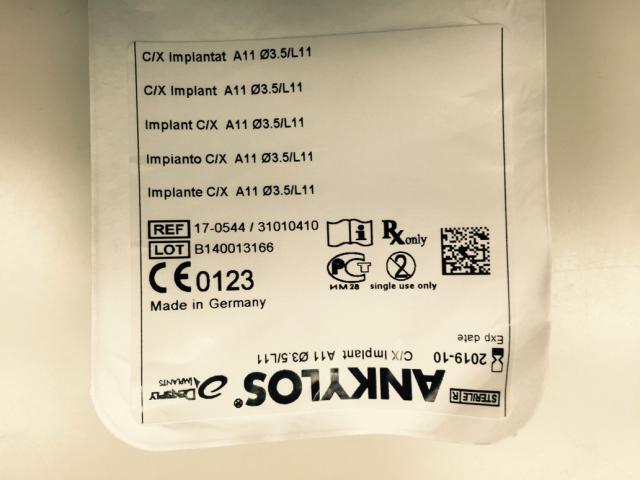 C/X Implantat A11 Ø3.5/L11
C/X Implant A11 Ø3.5/L11
Implant C/X A11 Ø3.5/L11
Impianto C/X A11 Ø3.5/L11
Implante C/X A11 Ø3.5/L11
REF 17-0544 / 31010410
LOT B140013166
i Rx only
CE 0123
PCT
ИМ28
2
single use only
Made in Germany
Exp date
2019-10
C/X Implant A11 Ø3.5/L11
STERILE R
ANKYLOS®
DENTSPLY
IMPLANTS